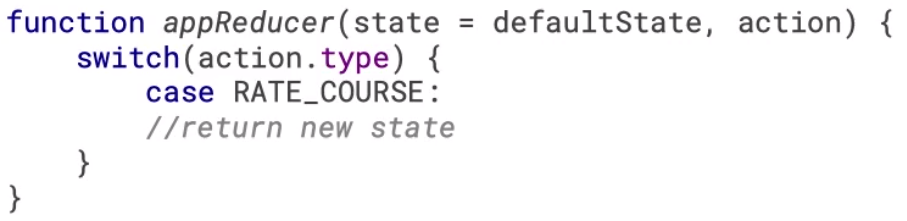 function appReducer(state = defaultState, action) {
    switch(action.type) {
        case RATE_COURSE:
        //return new state
    }
}